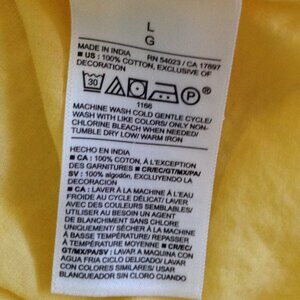 L
G
MADE IN INDIA RN 54023 / CA 17897
■ US : 100% COTTON, EXCLUSIVE OF
DECORATION
30 P
1166
MACHINE WASH COLD GENTLE CYCLE/
WASH WITH LIKE COLORS/ ONLY NON-
CHLORINE BLEACH WHEN NEEDED/
TUMBLE DRY LOW/ WARM IRON
HECHO EN INDIA
■ CA : 100% COTON, À L'EXCEPTION
DES GARNITURES ■ CR/EC/GT/MX/PA/
SV : 100% algodón, EXCLUYENDO LA
DECORACIÓN
■ CA : LAVER À LA MACHINE À L'EAU
FROIDE AU CYCLE DÉLICAT/ LAVER
AVEC DES COULEURS SEMBLABLES/
UTILISER AU BESOIN UN AGENT
DE BLANCHIMENT SANS CHLORE
UNIQUEMENT/ SÉCHER À LA MACHINE
À BASSE TEMPÉRATURE/ REPASSER
À TEMPÉRATURE MOYENNE ■ CR/EC/
GT/MX/PA/SV : LAVAR A MAQUINA CON
AGUA FRIA CICLO DELICADO/ LAVAR
CON COLORES SIMILARES/ USAR
BLANQUEADOR SIN CLORO CUANDO